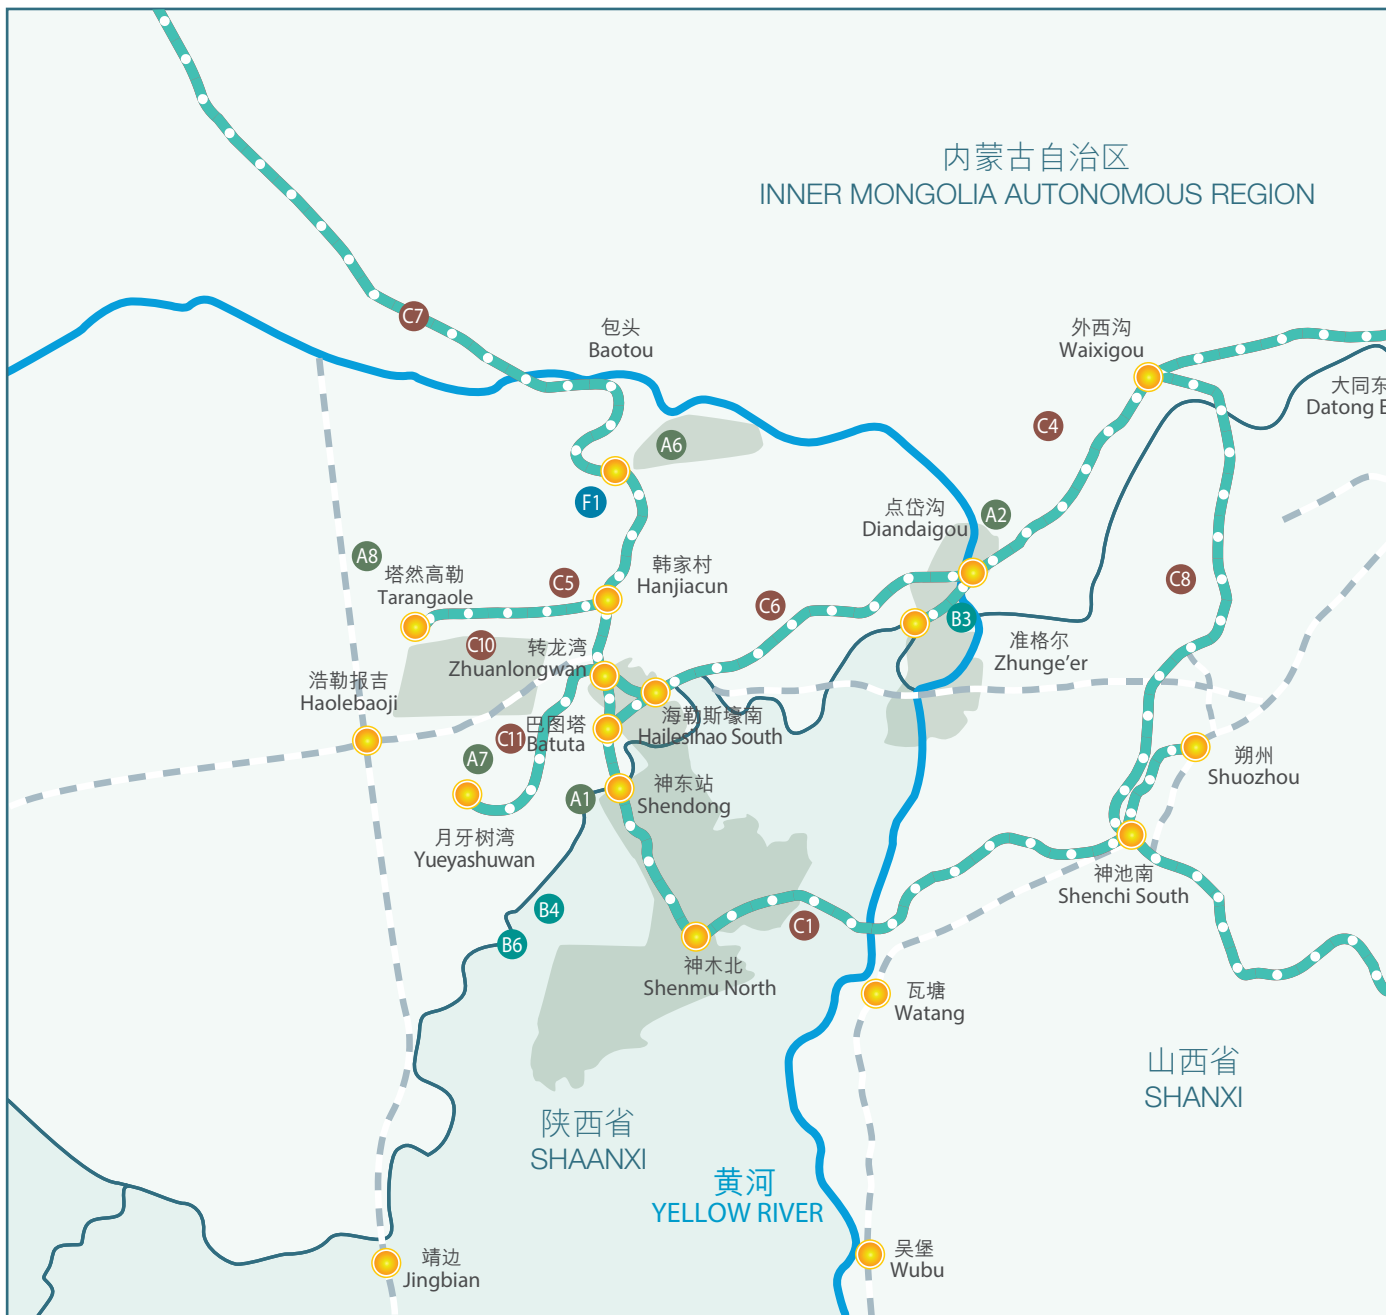 内蒙古自治区
INNER MONGOLIA AUTONOMOUS REGION
C7
包头
Baotou
外西沟
Waixigou
大同东
Datong E
C4
A6
F1
点岱沟
Diandaigou
A2
A8
塔然高勒
Tarangaole
C5
韩家村
Hanjiacun
C6
C8
B3
准格尔
Zhunge'er
C10
转龙湾
Zhuanlongwan
浩勒报吉
Haolebaoji
海勒斯壕南
Hailesihao South
C11
巴图塔
Batuta
A7
朔州
Shuozhou
神东站
Shendong
A1
月牙树湾
Yueyashuwan
神池南
Shenchi South
B4
B6
C1
神木北
Shenmu North
瓦塘
Watang
山西省
SHANXI
陕西省
SHAANXI
黄河
YELLOW RIVER
吴堡
Wubu
靖边
Jingbian